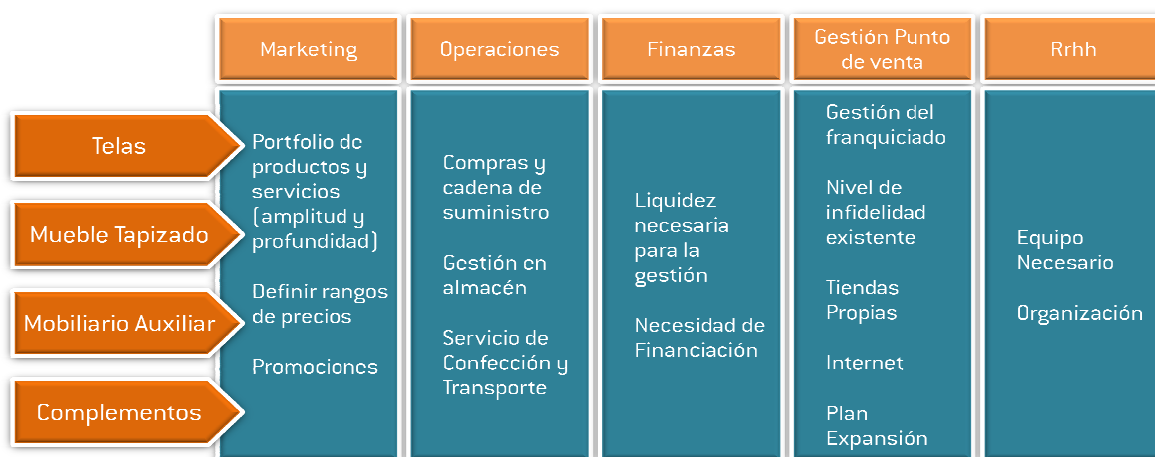 Marketing
Operaciones
Finanzas
Gestión Punto
de venta
Rrhh
Telas
Mueble Tapizado
Mobiliario Auxiliar
Complementos
Portfolio de
productos y
servicios
(amplitud y
profundidad)
Definir rangos
de precios
Promociones
Compras y
cadena de
suministro
Gestión en
almacén
Servicio de
Confección y
Transporte
Liquidez
necesaria
para la
gestión
Necesidad de
Financiación
Gestión del
franquiciado
Nivel de
infidelidad
existente
Tiendas
Propias
Internet
Plan
Expansión
Equipo
Necesario
Organización